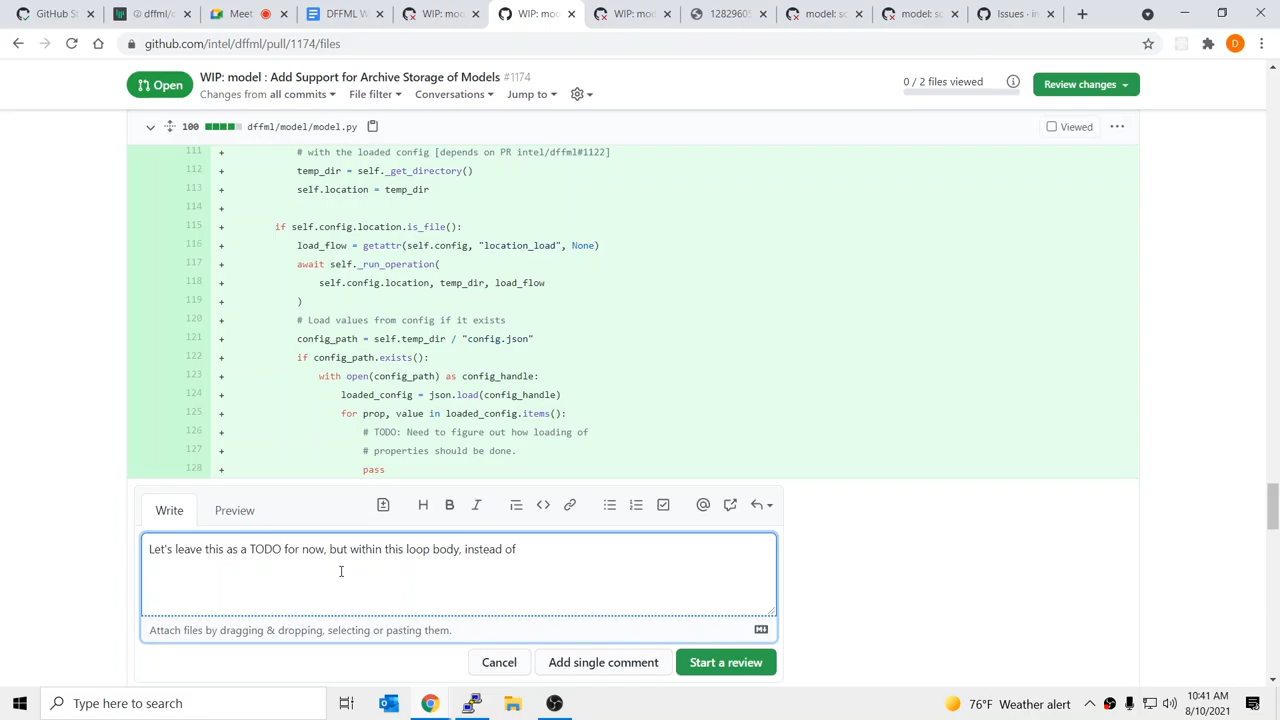 GitHub St
② dffml/
Meet
DFFML W
WIP: mo
WIP: mo
WIP: mo
1282960
model: sc
model: sc
Issues · in
github.com/intel/dffml/pull/1174/files
D
Open
WIP: model : Add Support for Archive Storage of Models #1174
Changes from all commits
File filter
Conversations
Jump to
0 / 2 files viewed
Review changes
100
dffml/model/model.py
Viewed
111 + # with the loaded config [depends on PR intel/dffml#1122]
112 + temp_dir = self._get_directory()
113 + self.location = temp_dir
114 +
115 + if self.config.location.is_file():
116 + load_flow = getattr(self.config, "location_load", None)
117 + await self._run_operation(
118 + self.config.location, temp_dir, load_flow
119 + )
120 + # Load values from config if it exists
121 + config_path = self.temp_dir / "config.json"
122 + if config_path.exists():
123 + with open(config_path) as config_handle:
124 + loaded_config = json.load(config_handle)
125 + for prop, value in loaded_config.items():
126 + # TODO: Need to figure out how loading of
127 + # properties should be done.
128 + pass
Write
Preview
Let's leave this as a TODO for now, but within this loop body, instead of
Attach files by dragging & dropping, selecting or pasting them.
Cancel
Add single comment
Start a review
Type here to search
76°F Weather alert
10:41 AM
8/10/2021